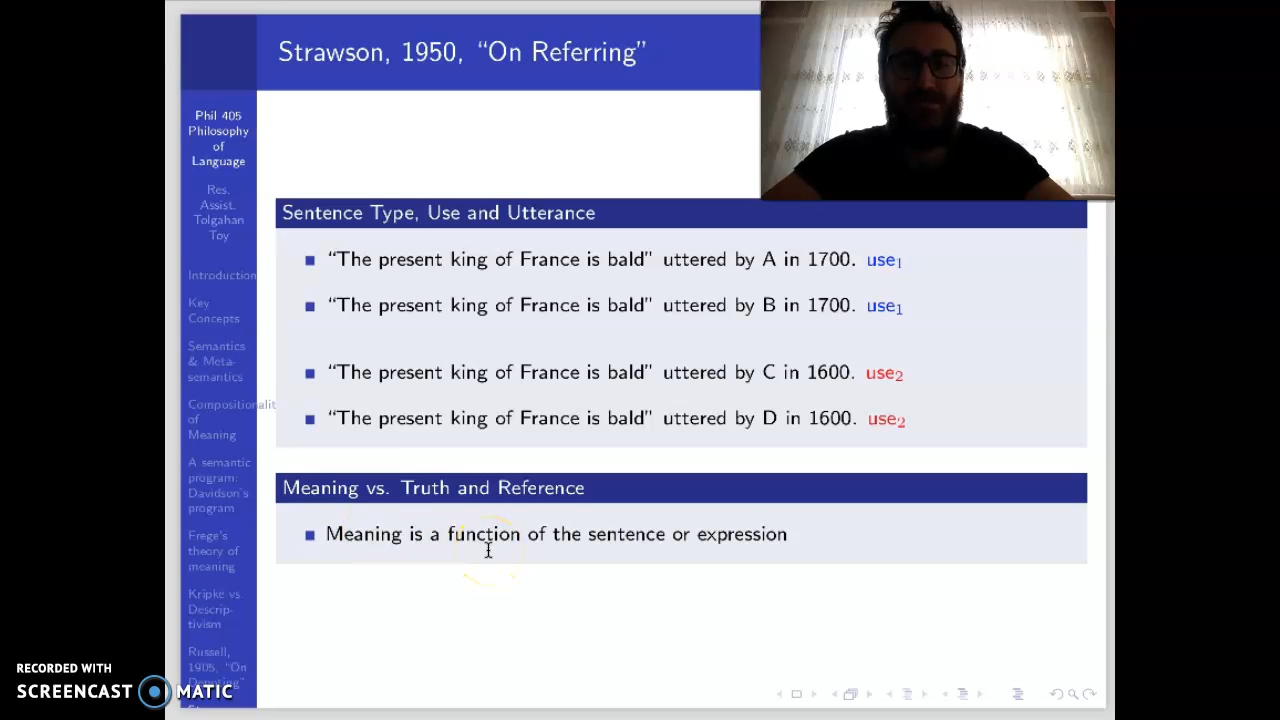 Strawson, 1950, “On Referring”
Phil 405
Philosophy
of
Language
Res.
Assist.
Tolgahan
Toy
Introduction
Key
Concepts
Semantics
& Meta-
semantics
Compositionalit
of
Meaning
A semantic
program:
Davidson's
program
Frege's
theory of
meaning
Kripke vs
Descrip-
tivism
Russell,
1905, “On
Denoting”
Sentence Type, Use and Utterance
“The present king of France is bald” uttered by A in 1700. use₁
“The present king of France is bald” uttered by B in 1700. use₁
“The present king of France is bald” uttered by C in 1600. use₂
“The present king of France is bald” uttered by D in 1600. use₂
Meaning vs. Truth and Reference
Meaning is a function of the sentence or expression
RECORDED WITH
SCREENCAST MATIC